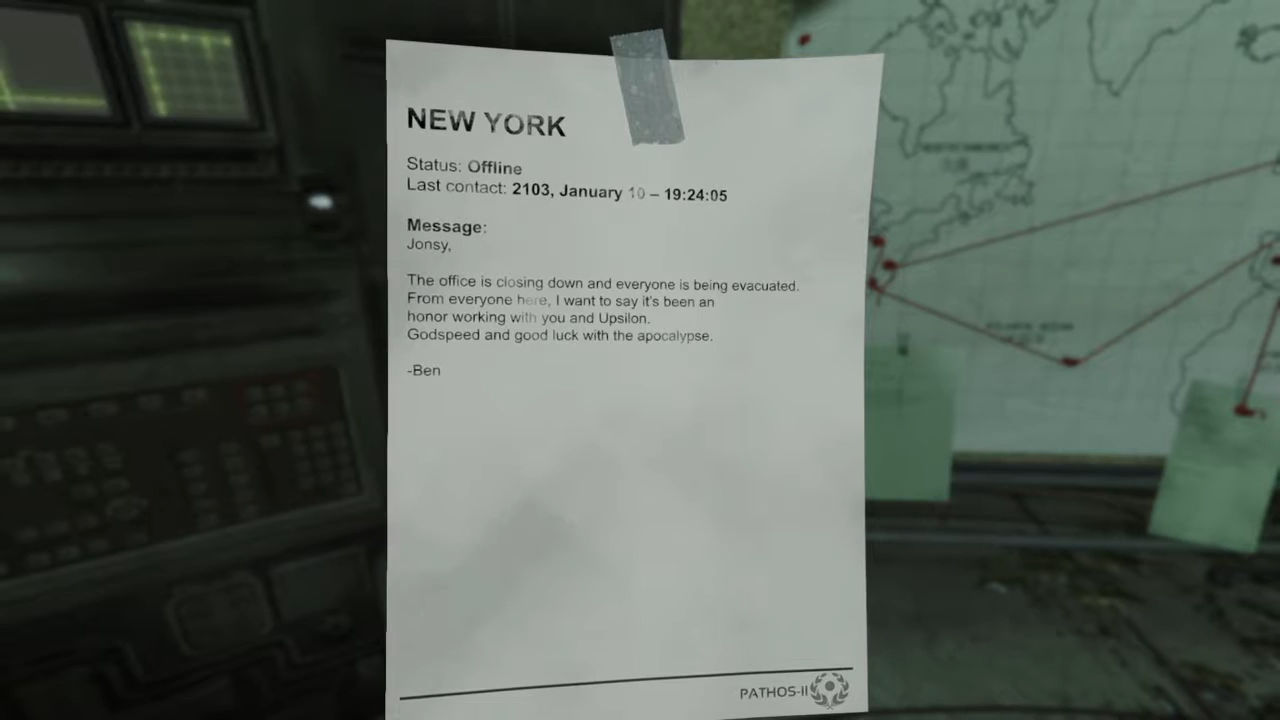 NEW YORK
Status: Offline
Last contact: 2103, January 10 – 19:24:05
Message:
Jonsy,
The office is closing down and everyone is being evacuated.
From everyone here, I want to say it's been an
honor working with you and Upsilon.
Godspeed and good luck with the apocalypse.
-Ben
PATHOS-II